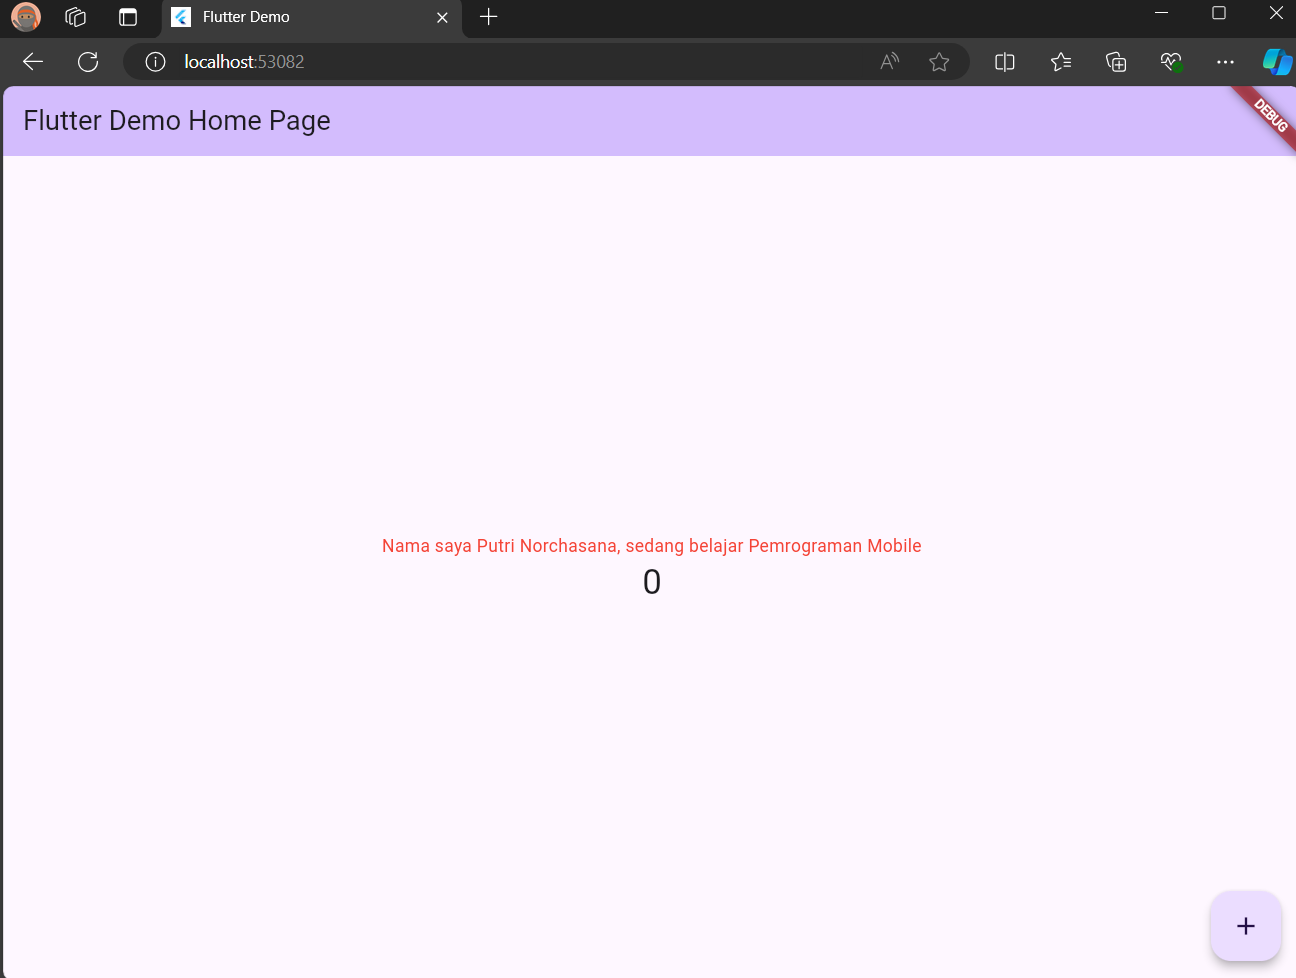 Flutter Demo
localhost:53082
Flutter Demo Home Page
DEBUG
Nama saya Putri Norchasana, sedang belajar Pemrograman Mobile
0